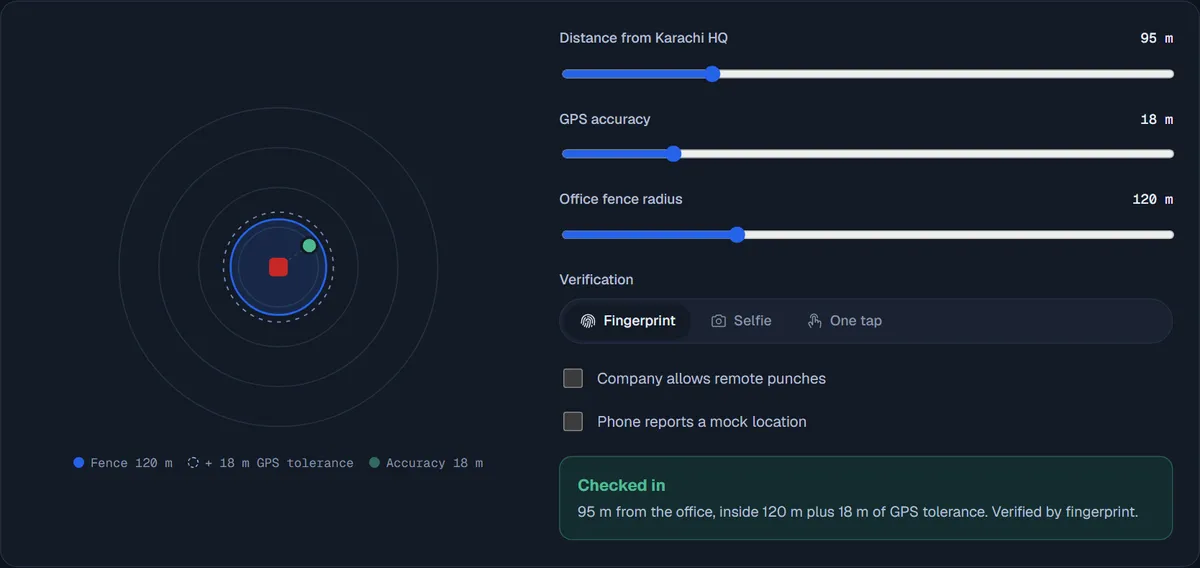 Distance from Karachi HQ 95 m
GPS accuracy 18 m
Office fence radius 120 m
Verification
Fingerprint Selfie One tap
Company allows remote punches
Phone reports a mock location
Fence 120 m + 18 m GPS tolerance Accuracy 18 m
Checked in
95 m from the office, inside 120 m plus 18 m of GPS tolerance. Verified by fingerprint.